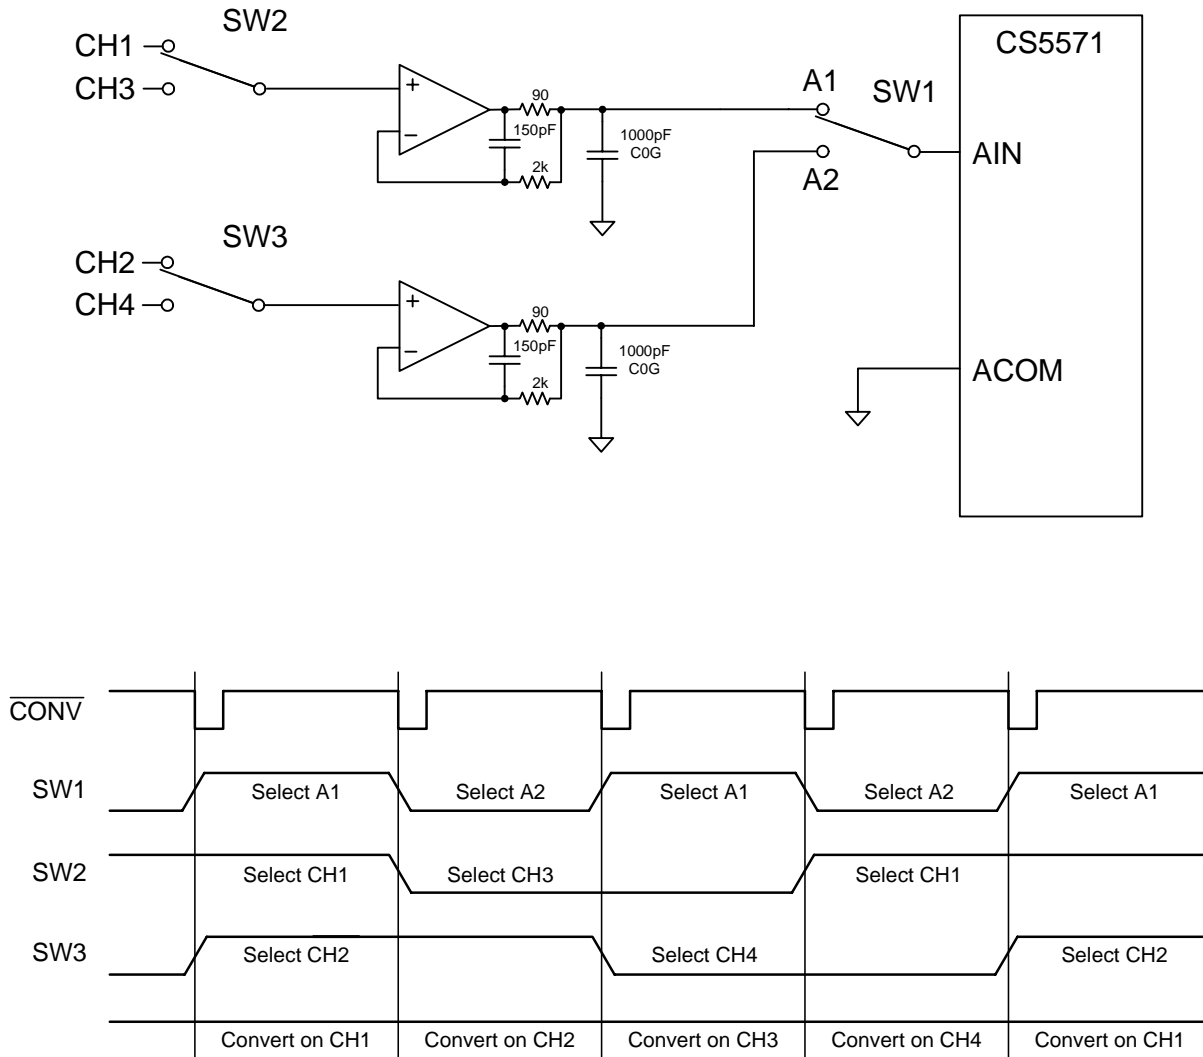 SW2
CH1
CH3
+
−
90
150pF
2k
1000pF
C0G
A1
A2
SW1
CS5571
AIN
ACOM
SW3
CH2
CH4
+
−
90
150pF
2k
1000pF
C0G
CONV
SW1 Select A1 Select A2 Select A1 Select A2 Select A1
SW2 Select CH1 Select CH3 Select CH1
SW3 Select CH2 Select CH4 Select CH2
Convert on CH1 Convert on CH2 Convert on CH3 Convert on CH4 Convert on CH1